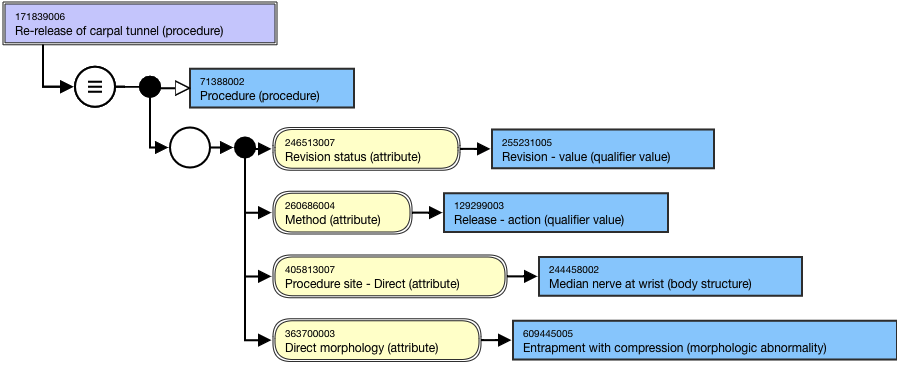 171839006
Re-release of carpal tunnel (procedure)
71388002
Procedure (procedure)
246513007
Revision status (attribute)
255231005
Revision - value (qualifier value)
260686004
Method (attribute)
129299003
Release - action (qualifier value)
405813007
Procedure site - Direct (attribute)
244458002
Median nerve at wrist (body structure)
363700003
Direct morphology (attribute)
609445005
Entrapment with compression (morphologic abnormality)